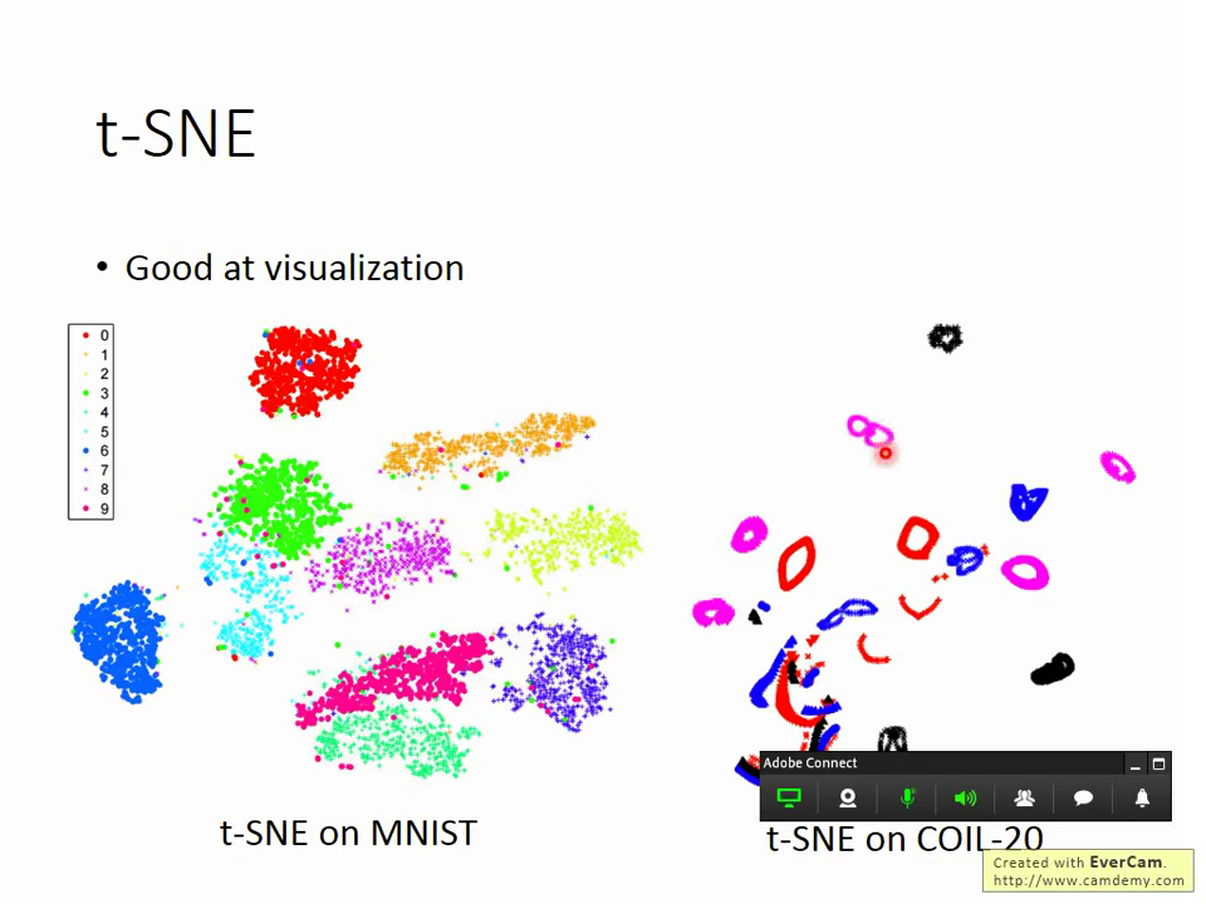 t-SNE
• Good at visualization
0
1
2
3
4
5
6
7
8
9
Adobe Connect
t-SNE on MNIST
t-SNE on COIL-20
Created with EverCam.
http://www.camdemy.com